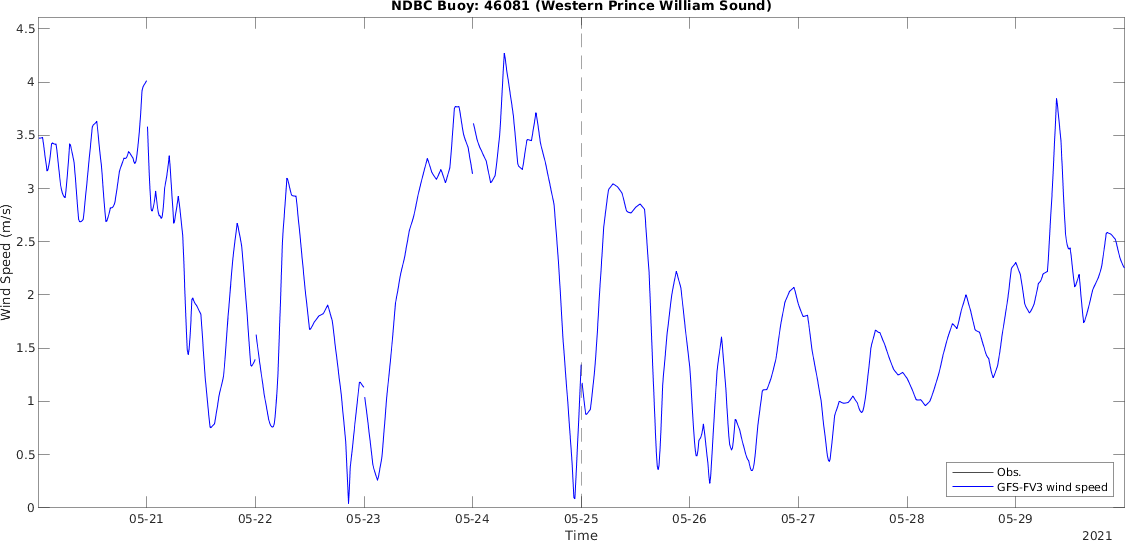 NDBC Buoy: 46081 (Western Prince William Sound)
4.5
4
3.5
3
2.5
2
1.5
1
0.5
0
Wind Speed (m/s)
05-21 05-22 05-23 05-24 05-25 05-26 05-27 05-28 05-29
Time
2021
Obs.
GFS-FV3 wind speed